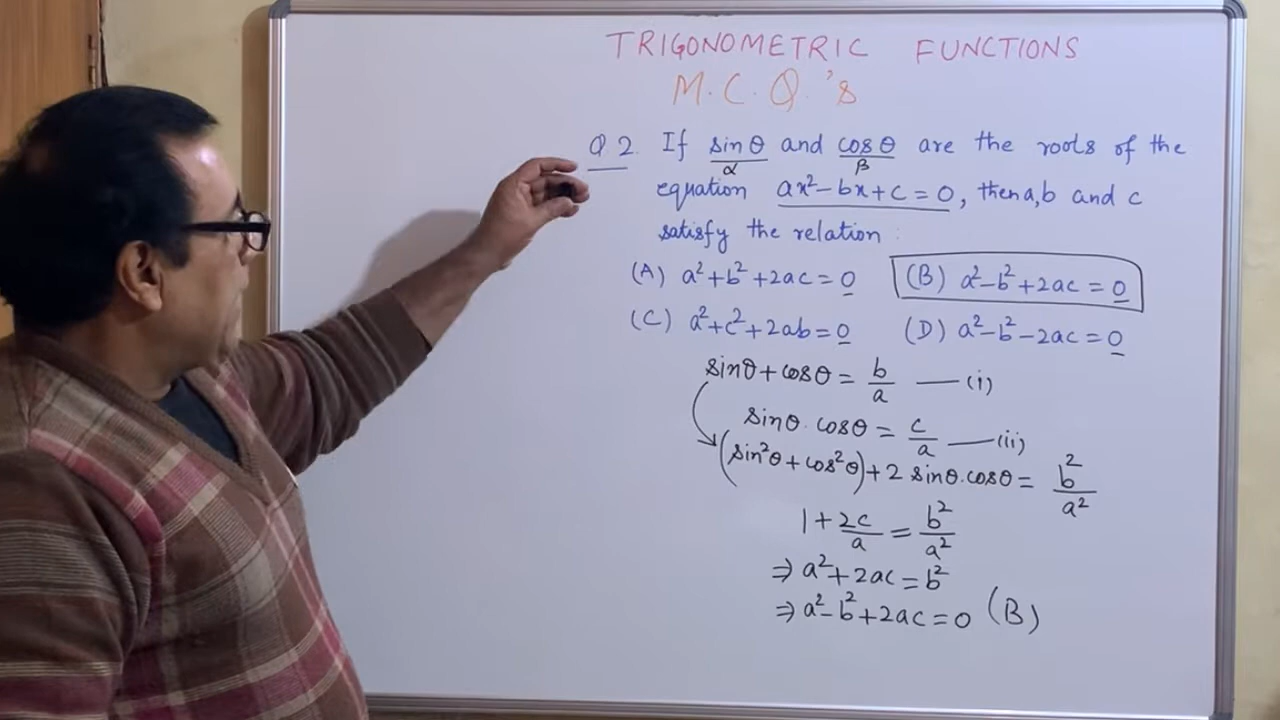 TRIGONOMETRIC FUNCTIONS
M.C.Q.'s
Q 2. If sinθ and cosθ are the roots of the
α β
equation ax²-bx+c=0, then a,b and c
satisfy the relation:
(A) a²+b²+2ac=0 (B) a²-b²+2ac=0
(C) a²+c²+2ab=0 (D) a²-b²-2ac=0
sinθ+cosθ = b/a —(i)
sinθ.cosθ = c/a —(ii)
(sin²θ+cos²θ)+2 sinθ.cosθ = b²/a²
1+2c/a = b²/a²
⇒ a²+2ac=b²
⇒ a²-b²+2ac=0 (B)